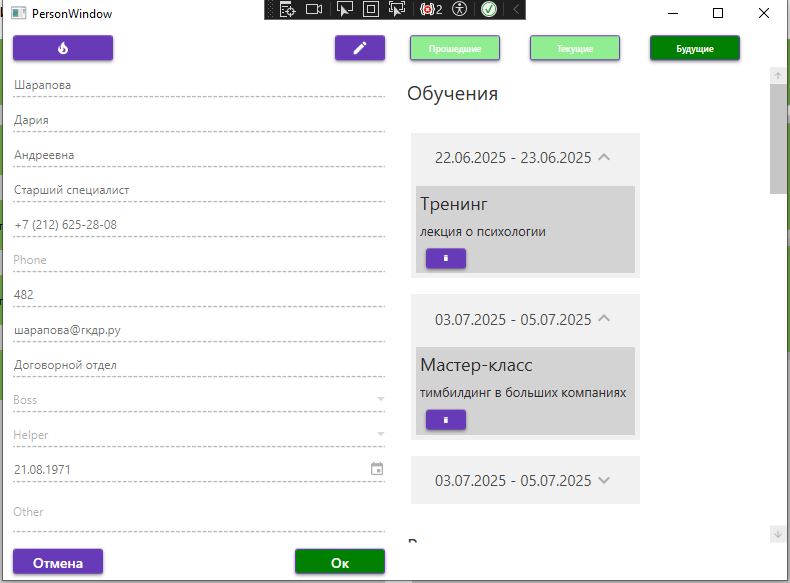 PersonWindow
2
Прошедшие
Текущие
Будущие
Шарапова
Дария
Андреевна
Старший специалист
+7 (212) 625-28-08
Phone
482
шарапова@гкдр.ру
Договорной отдел
Boss
Helper
21.08.1971
Other
Отмена
Ок
Обучения
22.06.2025 - 23.06.2025
Тренинг
лекция о психологии
03.07.2025 - 05.07.2025
Мастер-класс
тимбилдинг в больших компаниях
03.07.2025 - 05.07.2025